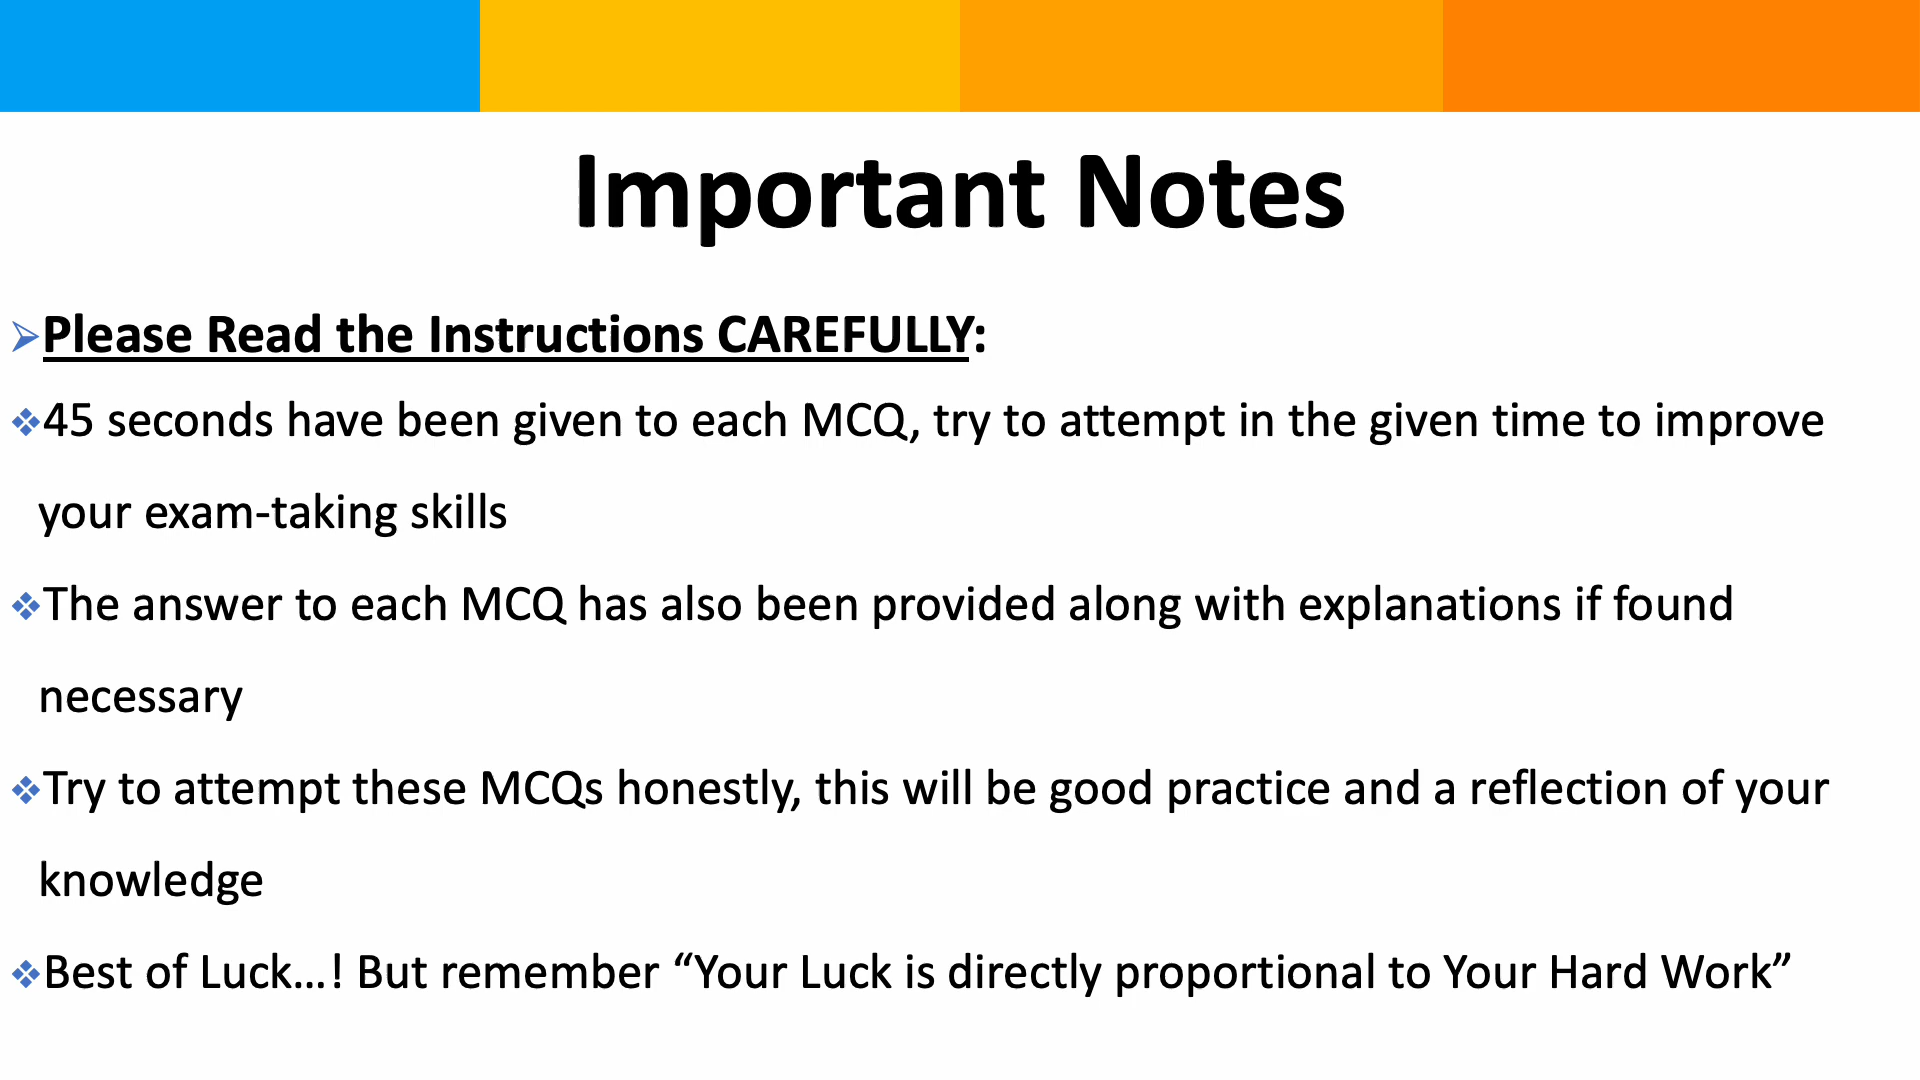 Important Notes
➢Please Read the Instructions CAREFULLY:
❖45 seconds have been given to each MCQ, try to attempt in the given time to improve
your exam-taking skills
❖The answer to each MCQ has also been provided along with explanations if found
necessary
❖Try to attempt these MCQs honestly, this will be good practice and a reflection of your
knowledge
❖Best of Luck…! But remember “Your Luck is directly proportional to Your Hard Work”